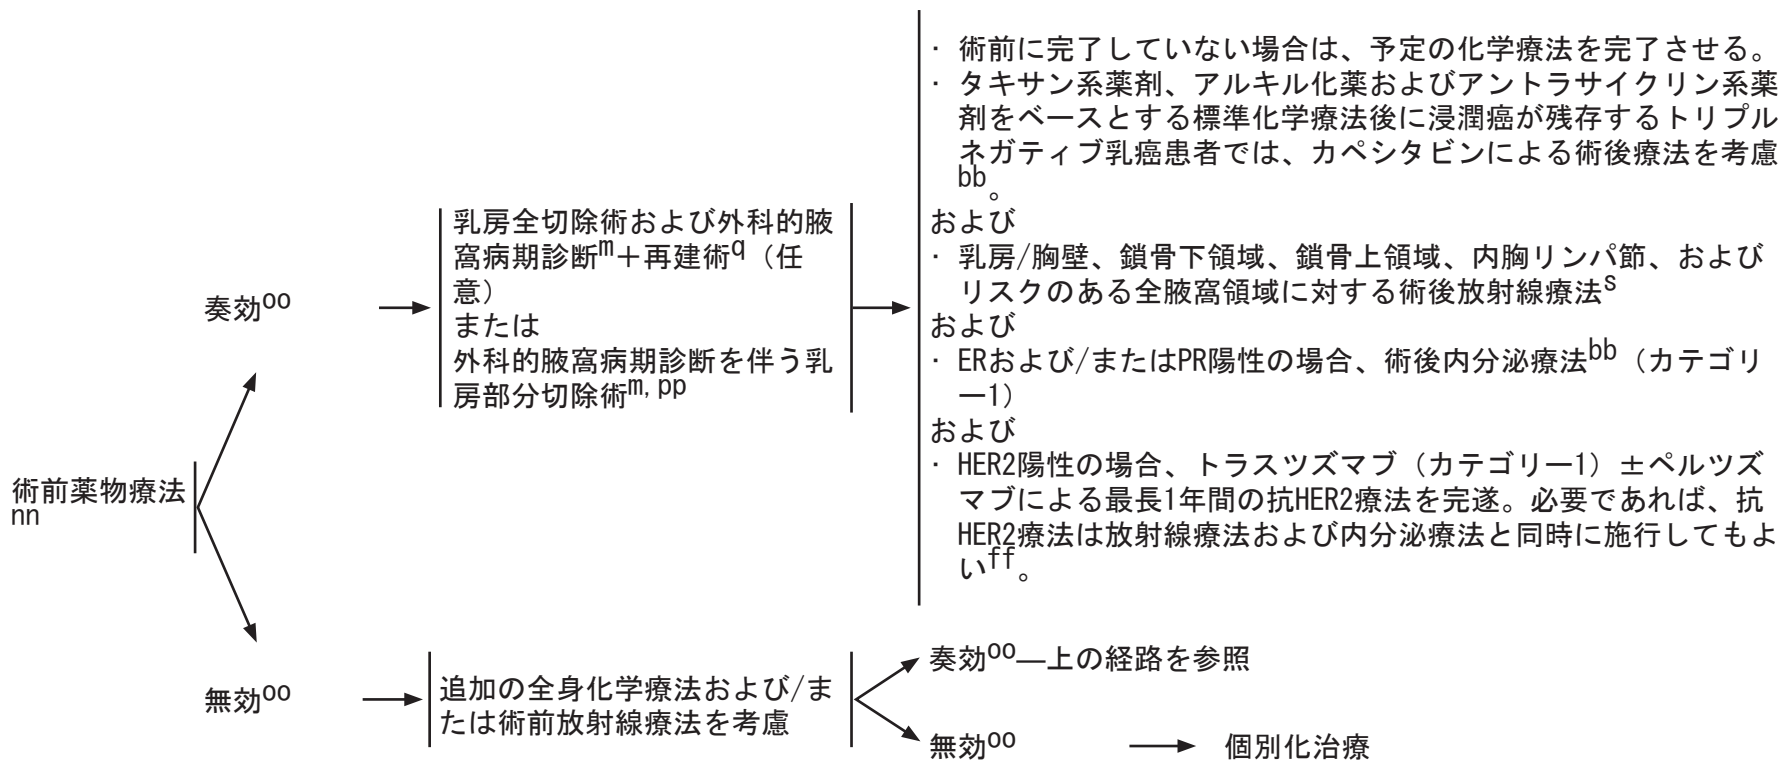 術前薬物療法
nn
奏効oo
乳房全切除術および外科的腋
窩病期診断m＋再建術q（任
意）
または
外科的腋窩病期診断を伴う乳
房部分切除術m, pp
· 術前に完了していない場合は、予定の化学療法を完了させる。
· タキサン系薬剤、アルキル化薬およびアントラサイクリン系薬
剤をベースとする標準化学療法後に浸潤癌が残存するトリプル
ネガティブ乳癌患者では、カペシタビンによる術後療法を考慮
bb。
および
· 乳房/胸壁、鎖骨下領域、鎖骨上領域、内胸リンパ節、および
リスクのある全腋窩領域に対する術後放射線療法s
および
· ERおよび/またはPR陽性の場合、術後内分泌療法bb（カテゴリ
ー1）
および
· HER2陽性の場合、トラスツズマブ（カテゴリー1）±ペルツズ
マブによる最長1年間の抗HER2療法を完遂。必要であれば、抗
HER2療法は放射線療法および内分泌療法と同時に施行してもよ
いff。
無効oo
追加の全身化学療法および/ま
たは術前放射線療法を考慮
奏効oo—上の経路を参照
無効oo
個別化治療